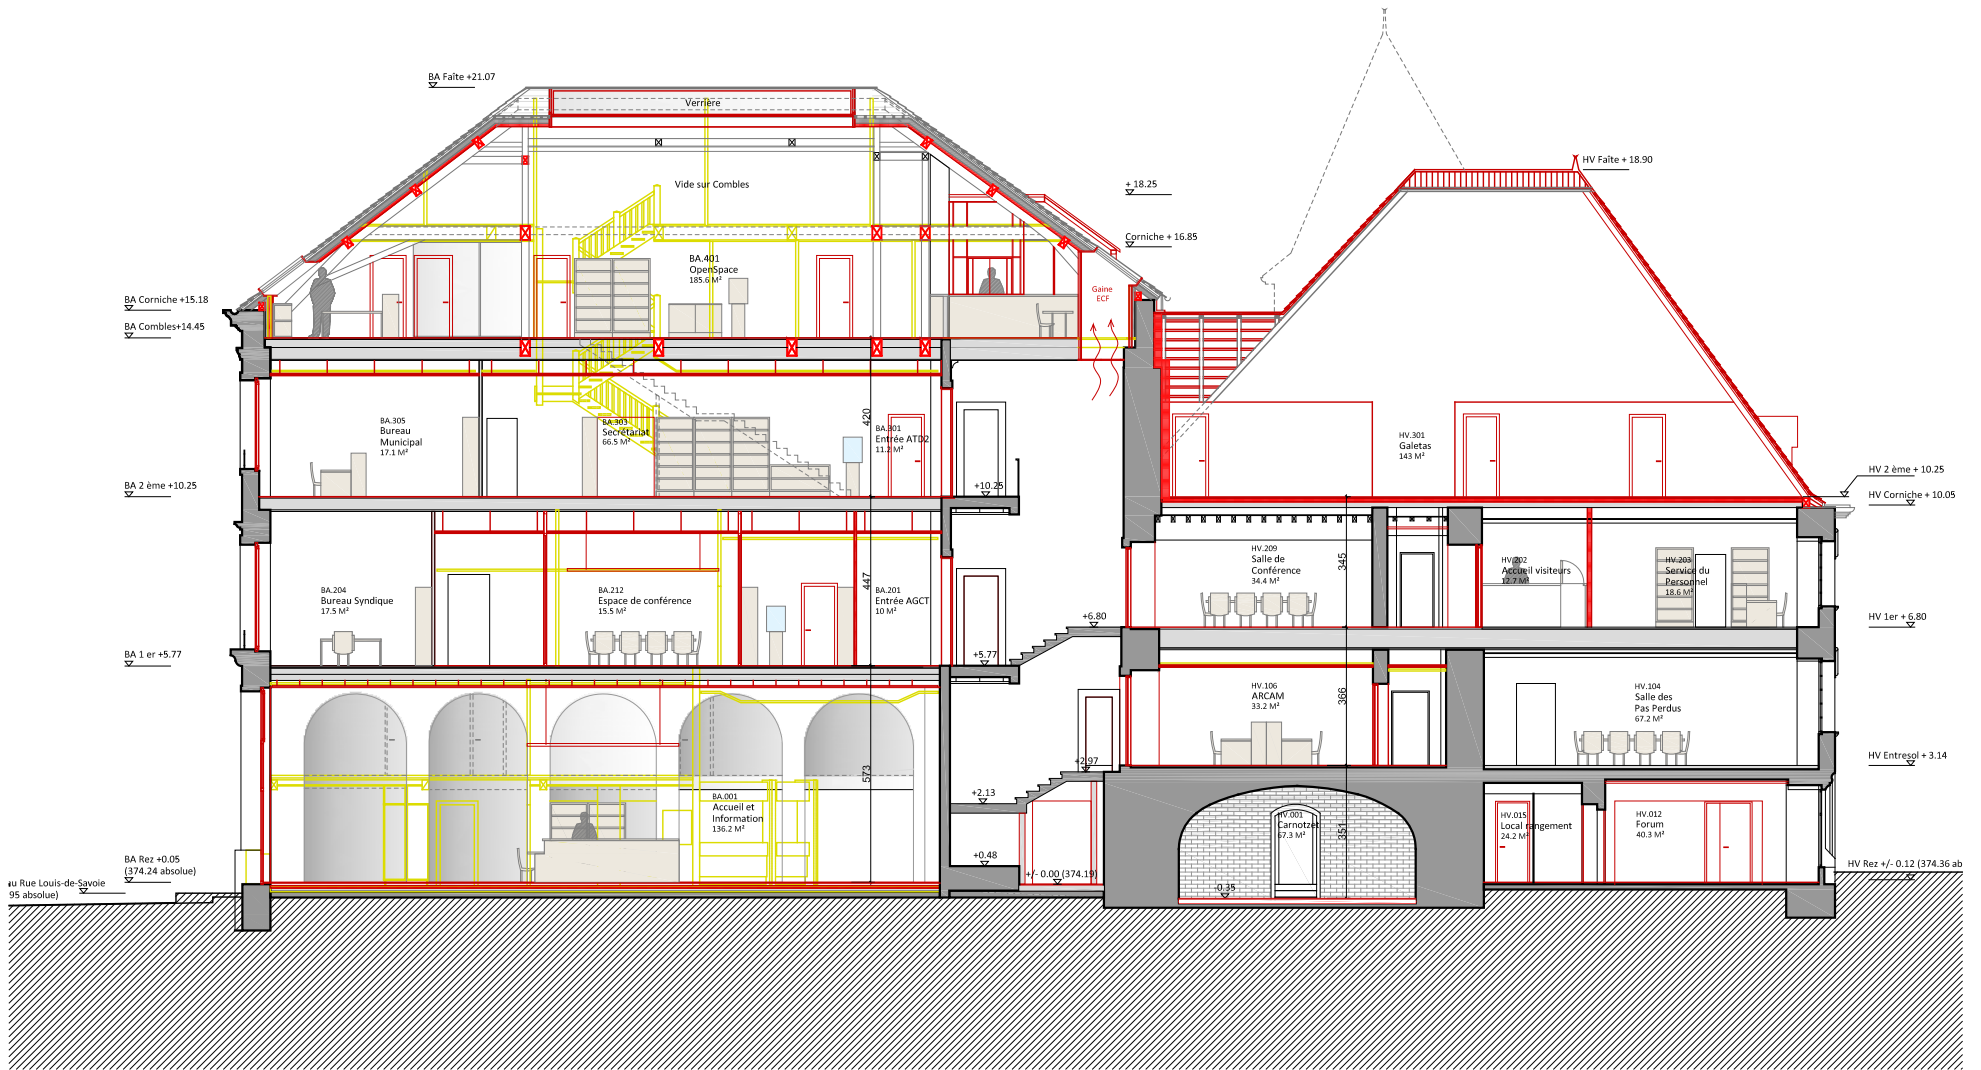 BA Faîte +21.07
Verrière
HV Faîte + 18.90
Vide sur Combles
+ 18.25
Corniche + 16.85
BA.401
OpenSpace
185.6 M²
Gaine
ECF
BA Corniche +15.18
BA Combles+14.45
BA.305
Bureau
Municipal
17.1 M²
BA.303
Secrétariat
66.5 M²
420
BA.301
Entrée ATD2
11.2 M²
HV.301
Galetas
143 M²
BA 2 ème +10.25
+10.25
HV 2 ème + 10.25
HV Corniche + 10.05
HV.209
Salle de
Conférence
34.4 M²
345
HV.202
Accueil visiteurs
12.7 M²
HV.203
Service du
Personnel
18.6 M²
BA.204
Bureau Syndique
17.5 M²
BA.212
Espace de conférence
15.5 M²
447
BA.201
Entrée AGCT
10 M²
+6.80
HV 1er + 6.80
BA 1 er +5.77
+5.77
HV.106
ARCAM
33.2 M²
366
HV.104
Salle des
Pas Perdus
67.2 M²
+2.97
HV Entresol + 3.14
573
+2.13
BA.001
Accueil et
Information
136.2 M²
HV.001
Carnotzet
67.3 M²
351
HV.015
Local rangement
24.2 M²
HV.012
Forum
40.3 M²
BA Rez +0.05
(374.24 absolue)
+0.48
+/- 0.00 (374.19)
-0.35
HV Rez +/- 0.12 (374.36 ab
u Rue Louis-de-Savoie
95 absolue)